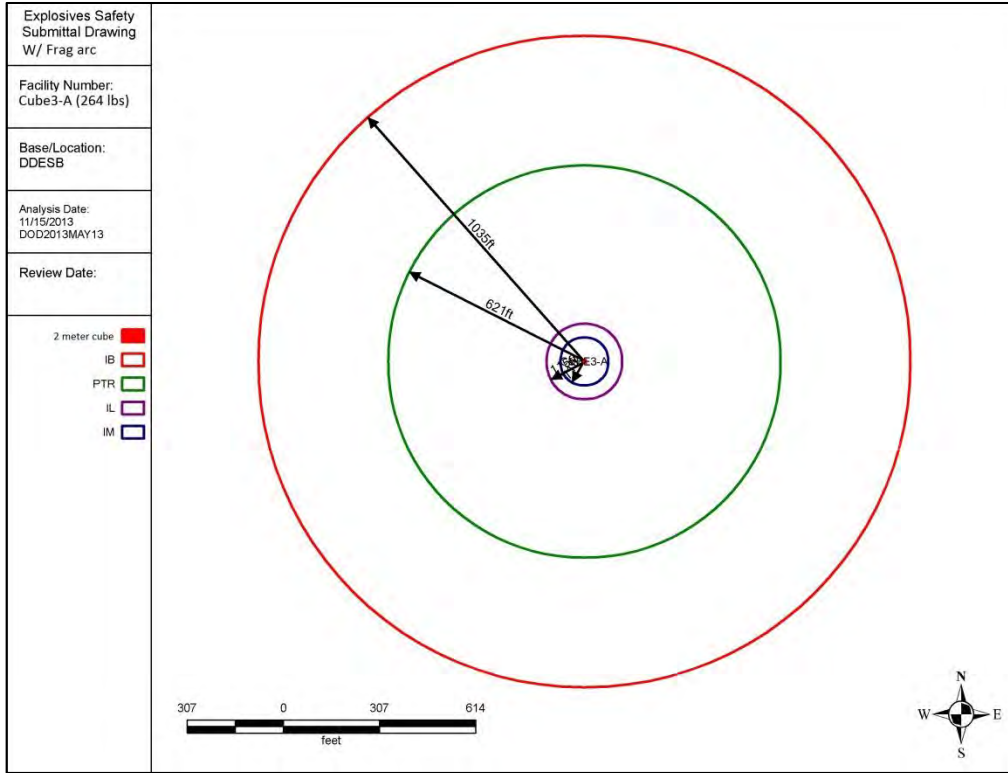 Explosives Safety
Submittal Drawing
W/ Frag arc
Facility Number:
Cube3-A (264 lbs)
Base/Location:
DDESB
Analysis Date:
11/15/2013
DOD2013MAY13
Review Date:
2 meter cube
IB
PTR
IL
IM
1035ft
621ft
307 0 307 614
feet
N
W E
S